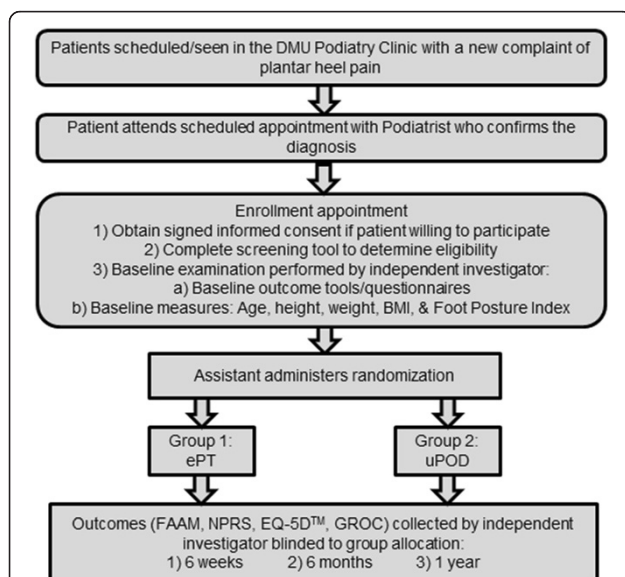 Patients scheduled/seen in the DMU Podiatry Clinic with a new complaint of
plantar heel pain
Patient attends scheduled appointment with Podiatrist who confirms the
diagnosis
Enrollment appointment
1) Obtain signed informed consent if patient willing to participate
2) Complete screening tool to determine eligibility
3) Baseline examination performed by independent investigator:
a) Baseline outcome tools/questionnaires
b) Baseline measures: Age, height, weight, BMI, & Foot Posture Index
Assistant administers randomization
Group 1:
ePT
Group 2:
uPOD
Outcomes (FAAM, NPRS, EQ-5D™, GROC) collected by independent
investigator blinded to group allocation:
1) 6 weeks 2) 6 months 3) 1 year